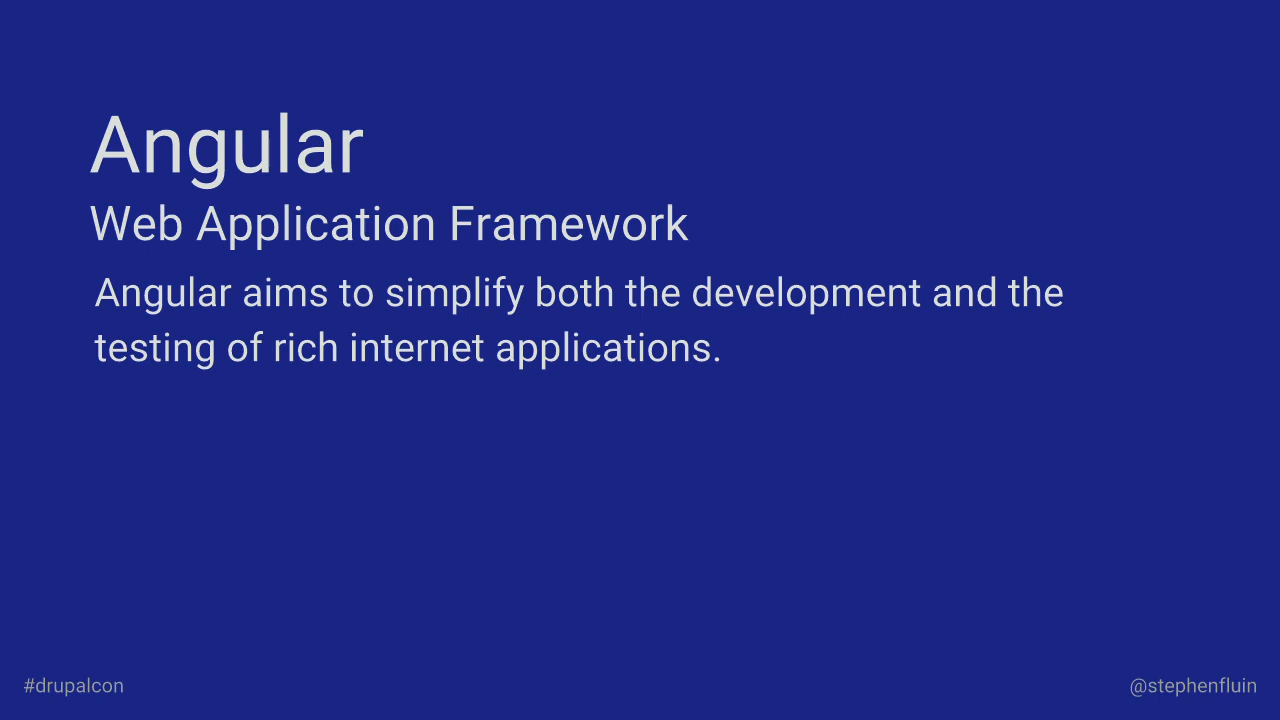 Angular
Web Application Framework
Angular aims to simplify both the development and the
testing of rich internet applications.
#drupalcon
@stephenfluin